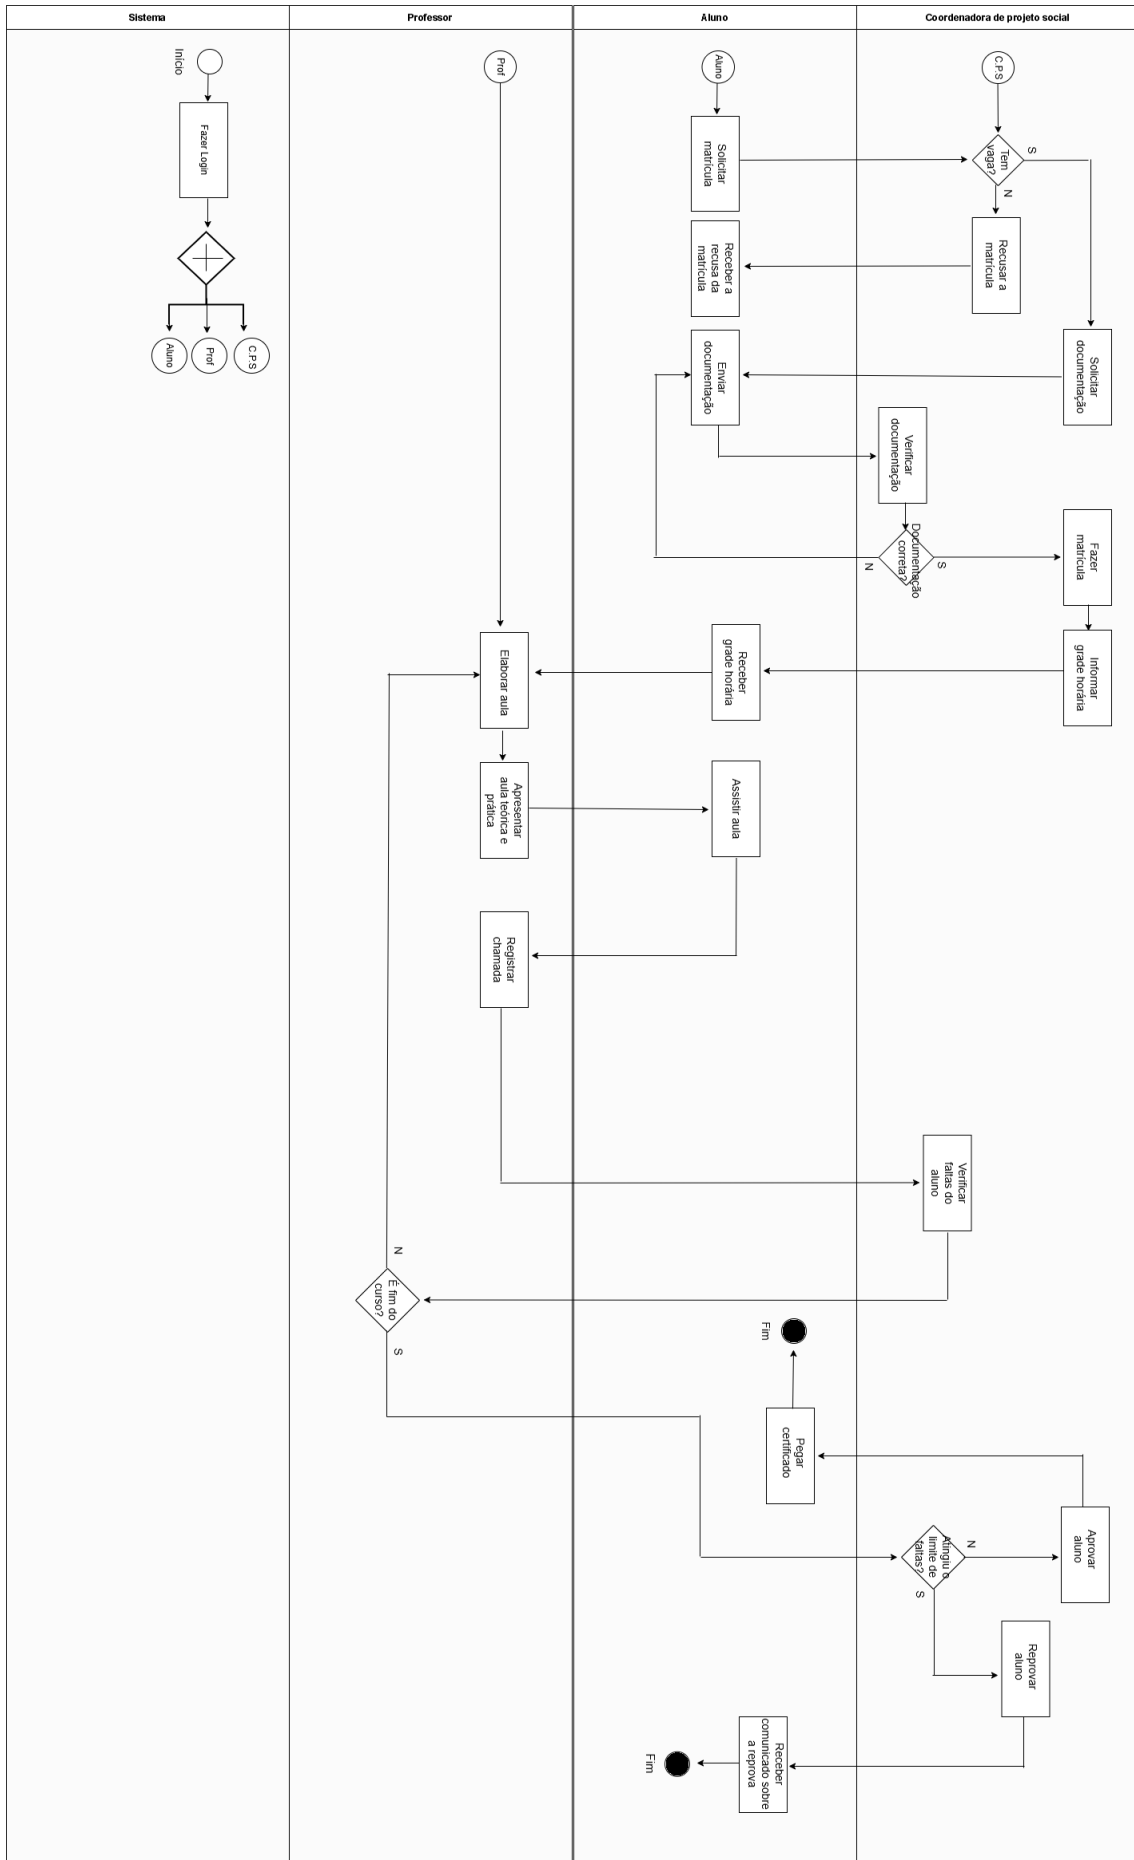 Sistema
Professor
Aluno
Coordenadora de projeto social
Início
Fazer Login
Aluno
Prof
C.P.S
Prof
Aluno
C.P.S
Solicitar
matrícula
Tem
vaga?
S
N
Recusar a
matrícula
Receber a
recusa da
matrícula
Solicitar
documentação
Enviar
documentação
Verificar
documentação
Documentação
correta?
N
S
Fazer
matrícula
Informar
grade horária
Receber
grade horária
Elaborar aula
Apresentar
aula teórica e
prática
Assistir aula
Registrar
chamada
Verificar
faltas do
aluno
É fim do
curso?
N
S
Atingiu o
limite de
faltas?
N
S
Aprovar
aluno
Pegar
certificado
Fim
Reprovar
aluno
Receber
comunicado sobre
a reprova
Fim